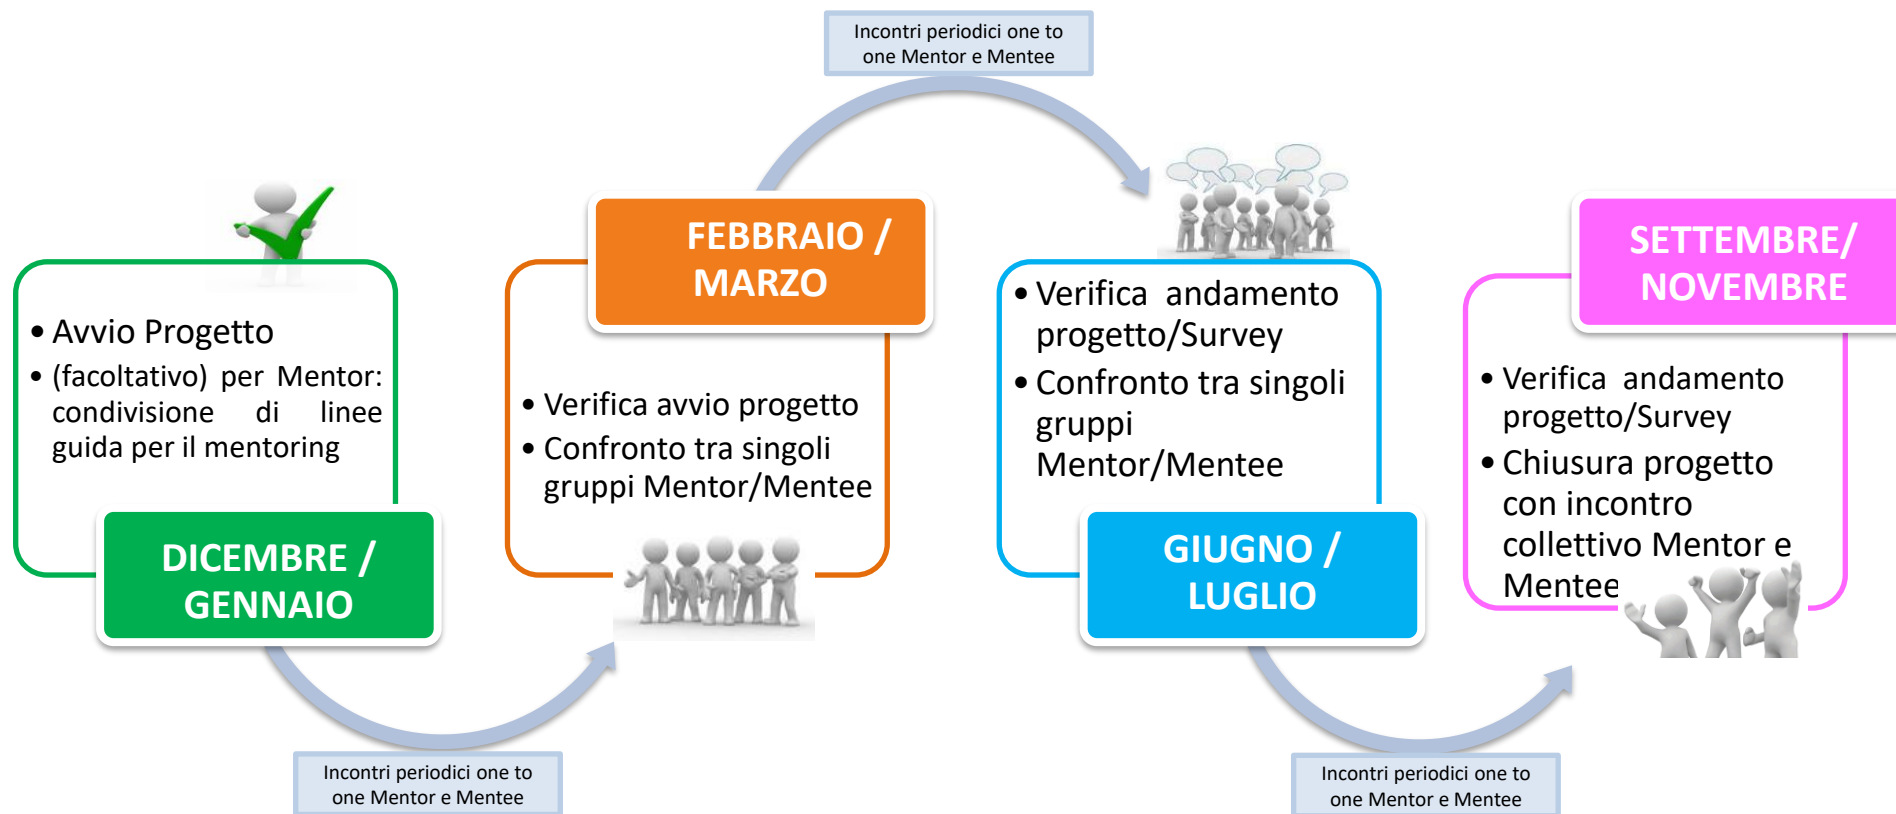 Incontri periodici one to
one Mentor e Mentee
• Avvio Progetto
• (facoltativo) per Mentor:
condivisione di linee
guida per il mentoring
DICEMBRE /
GENNAIO
Incontri periodici one to
one Mentor e Mentee
FEBBRAIO /
MARZO
• Verifica avvio progetto
• Confronto tra singoli
gruppi Mentor/Mentee
• Verifica andamento
progetto/Survey
• Confronto tra singoli
gruppi
Mentor/Mentee
GIUGNO /
LUGLIO
Incontri periodici one to
one Mentor e Mentee
SETTEMBRE/
NOVEMBRE
• Verifica andamento
progetto/Survey
• Chiusura progetto
con incontro
collettivo Mentor e
Mentee